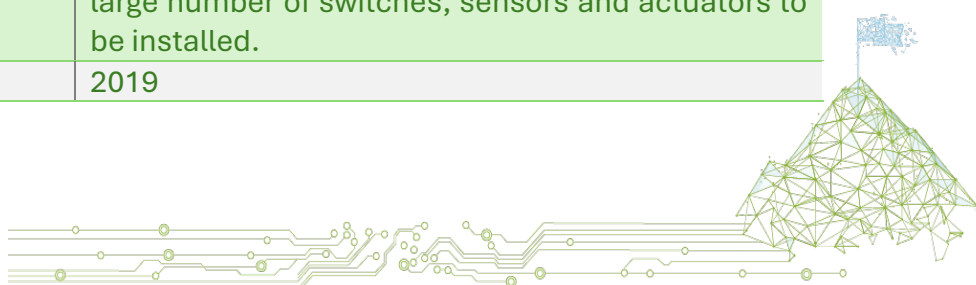 large number of switches, sensors and actuators to
be installed.
2019